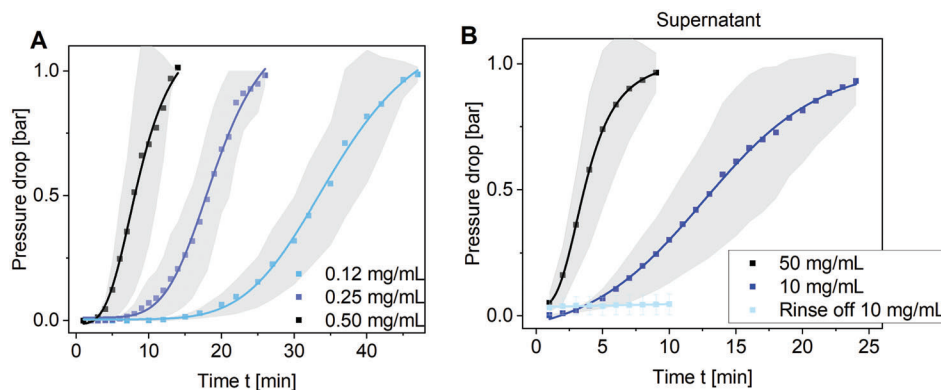 A
Pressure drop [bar]
1.0
0.5
0.0
0
10
20
30
40
Time t [min]
0.12 mg/mL
0.25 mg/mL
0.50 mg/mL
B
Supernatant
Pressure drop [bar]
1.0
0.5
0.0
0
5
10
15
20
25
Time t [min]
50 mg/mL
10 mg/mL
Rinse off 10 mg/mL